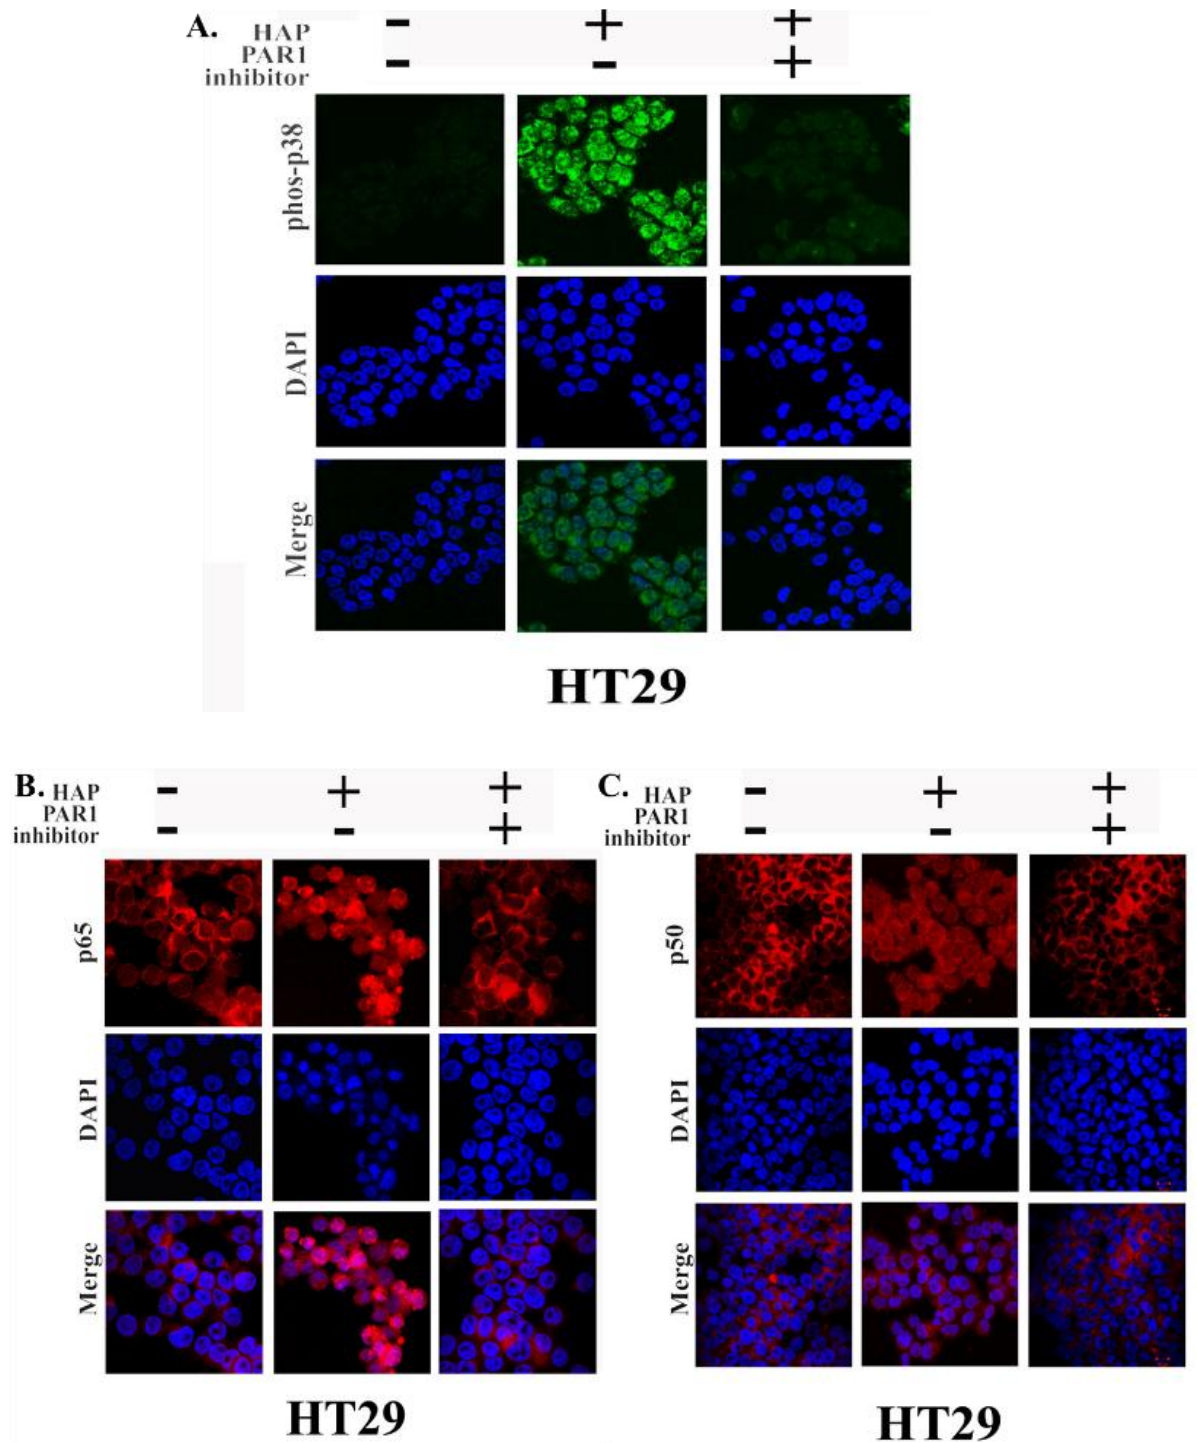 A.
HAP - + +
PAR1
inhibitor - - +
phos-p38
DAPI
Merge
HT29
B. HAP - + +
PAR1
inhibitor - - +
p65
DAPI
Merge
HT29
C. HAP - + +
PAR1
inhibitor - - +
p50
DAPI
Merge
HT29